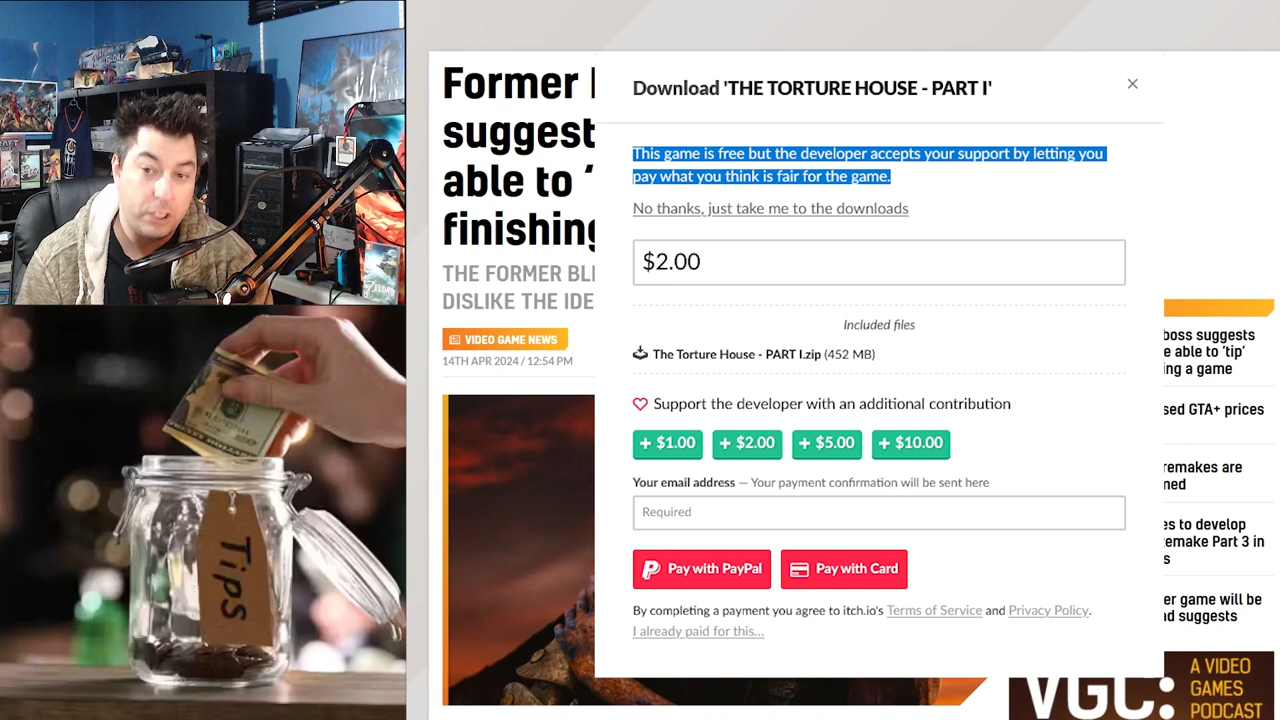 Former
suggest
able to ‘
finishing
THE FORMER
DISLIKE THE IDE
VIDEO GAME NEWS
14TH APR 2024 / 12:54 PM
Download 'THE TORTURE HOUSE - PART I'
×
This game is free but the developer accepts your support by letting you
pay what you think is fair for the game.
No thanks, just take me to the downloads
$2.00
Included files
The Torture House - PART I.zip (452 MB)
Support the developer with an additional contribution
+ $1.00 + $2.00 + $5.00 + $10.00
Your email address — Your payment confirmation will be sent here
Required
Pay with PayPal Pay with Card
By completing a payment you agree to itch.io's Terms of Service and Privacy Policy.
I already paid for this...
boss suggests
e able to ‘tip’
ing a game
sed GTA+ prices
remakes are
ned
es to develop
remake Part 3 in
s
er game will be
nd suggests
VGC:
A VIDEO
GAMES
PODCAST
Tips
ZELDA